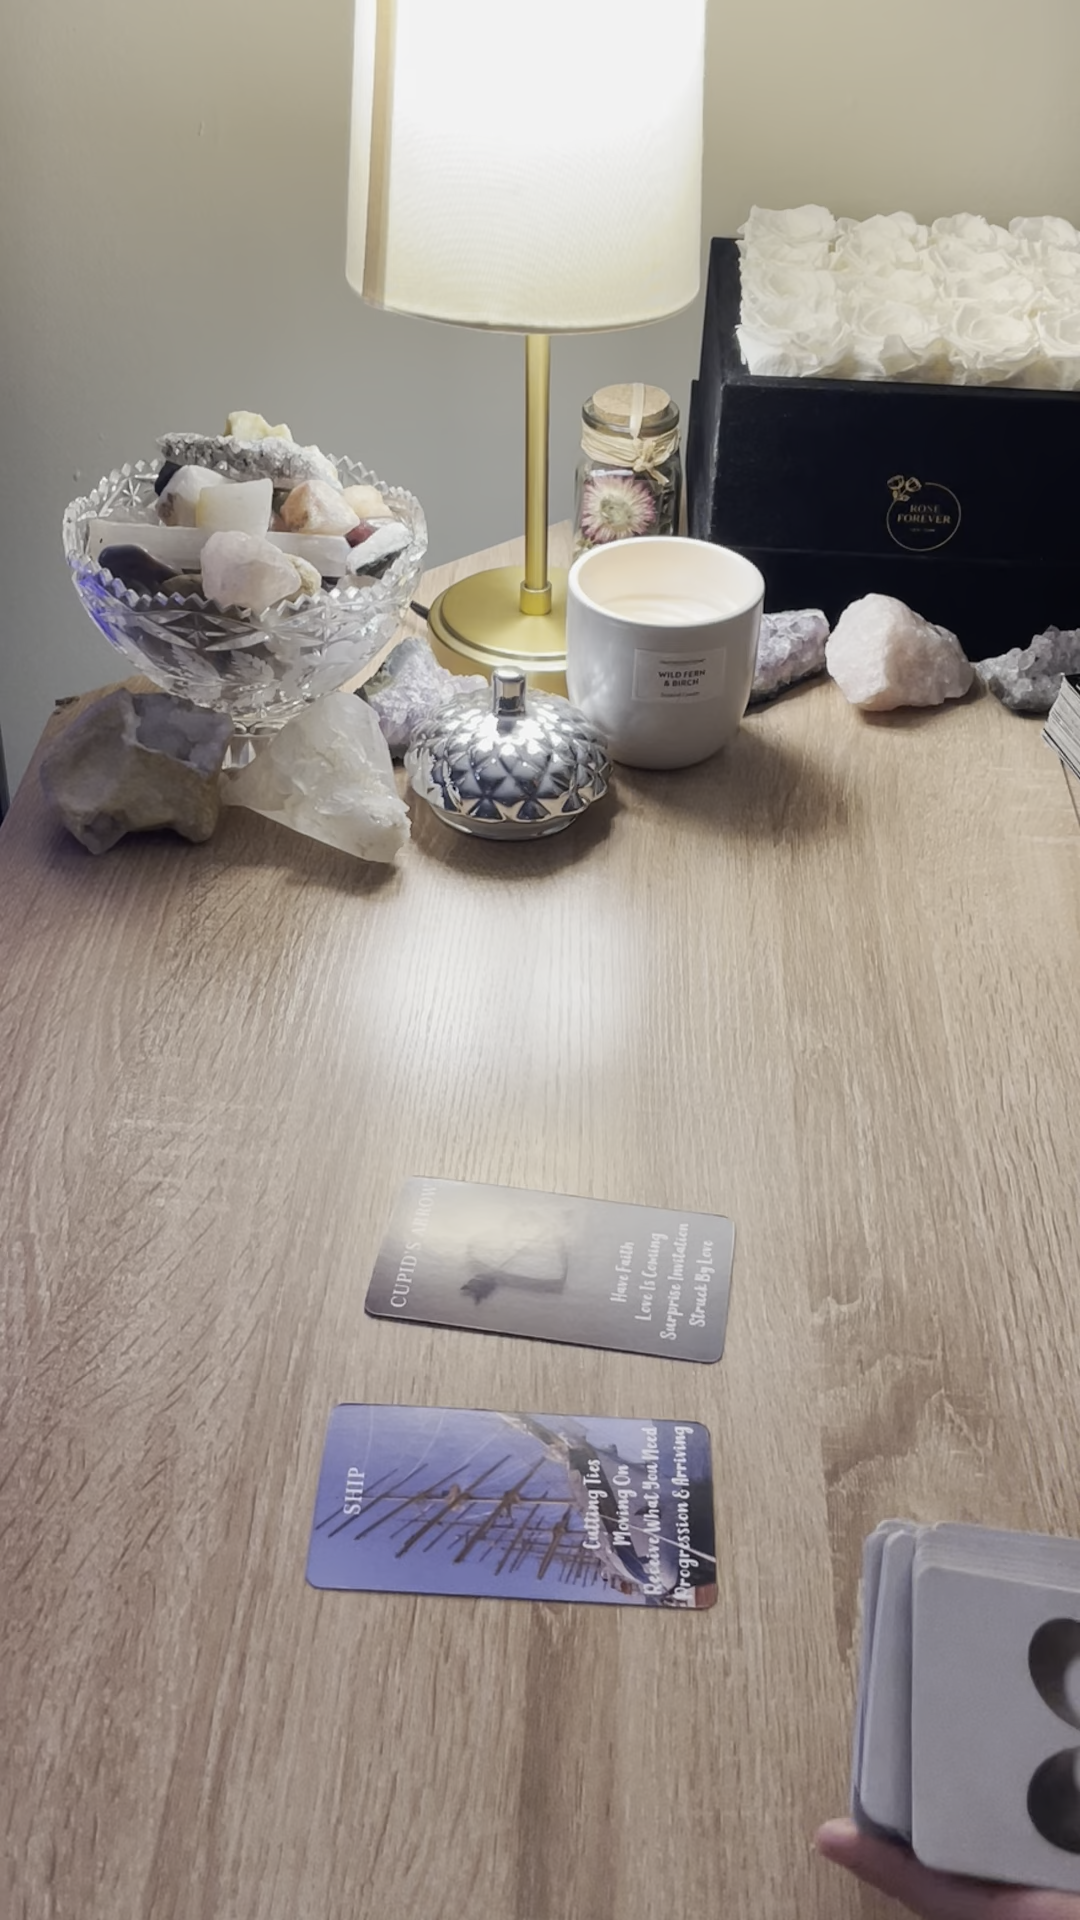 ROSE
FOREVER
WILD FERN
& BIRCH
CUPID'S ARROW
Have Faith
Love Is Coming
Surprise Invitation
Struck By Love
SHIP
Cutting Ties
Moving On
Receive What You Need
Progression & Arriving